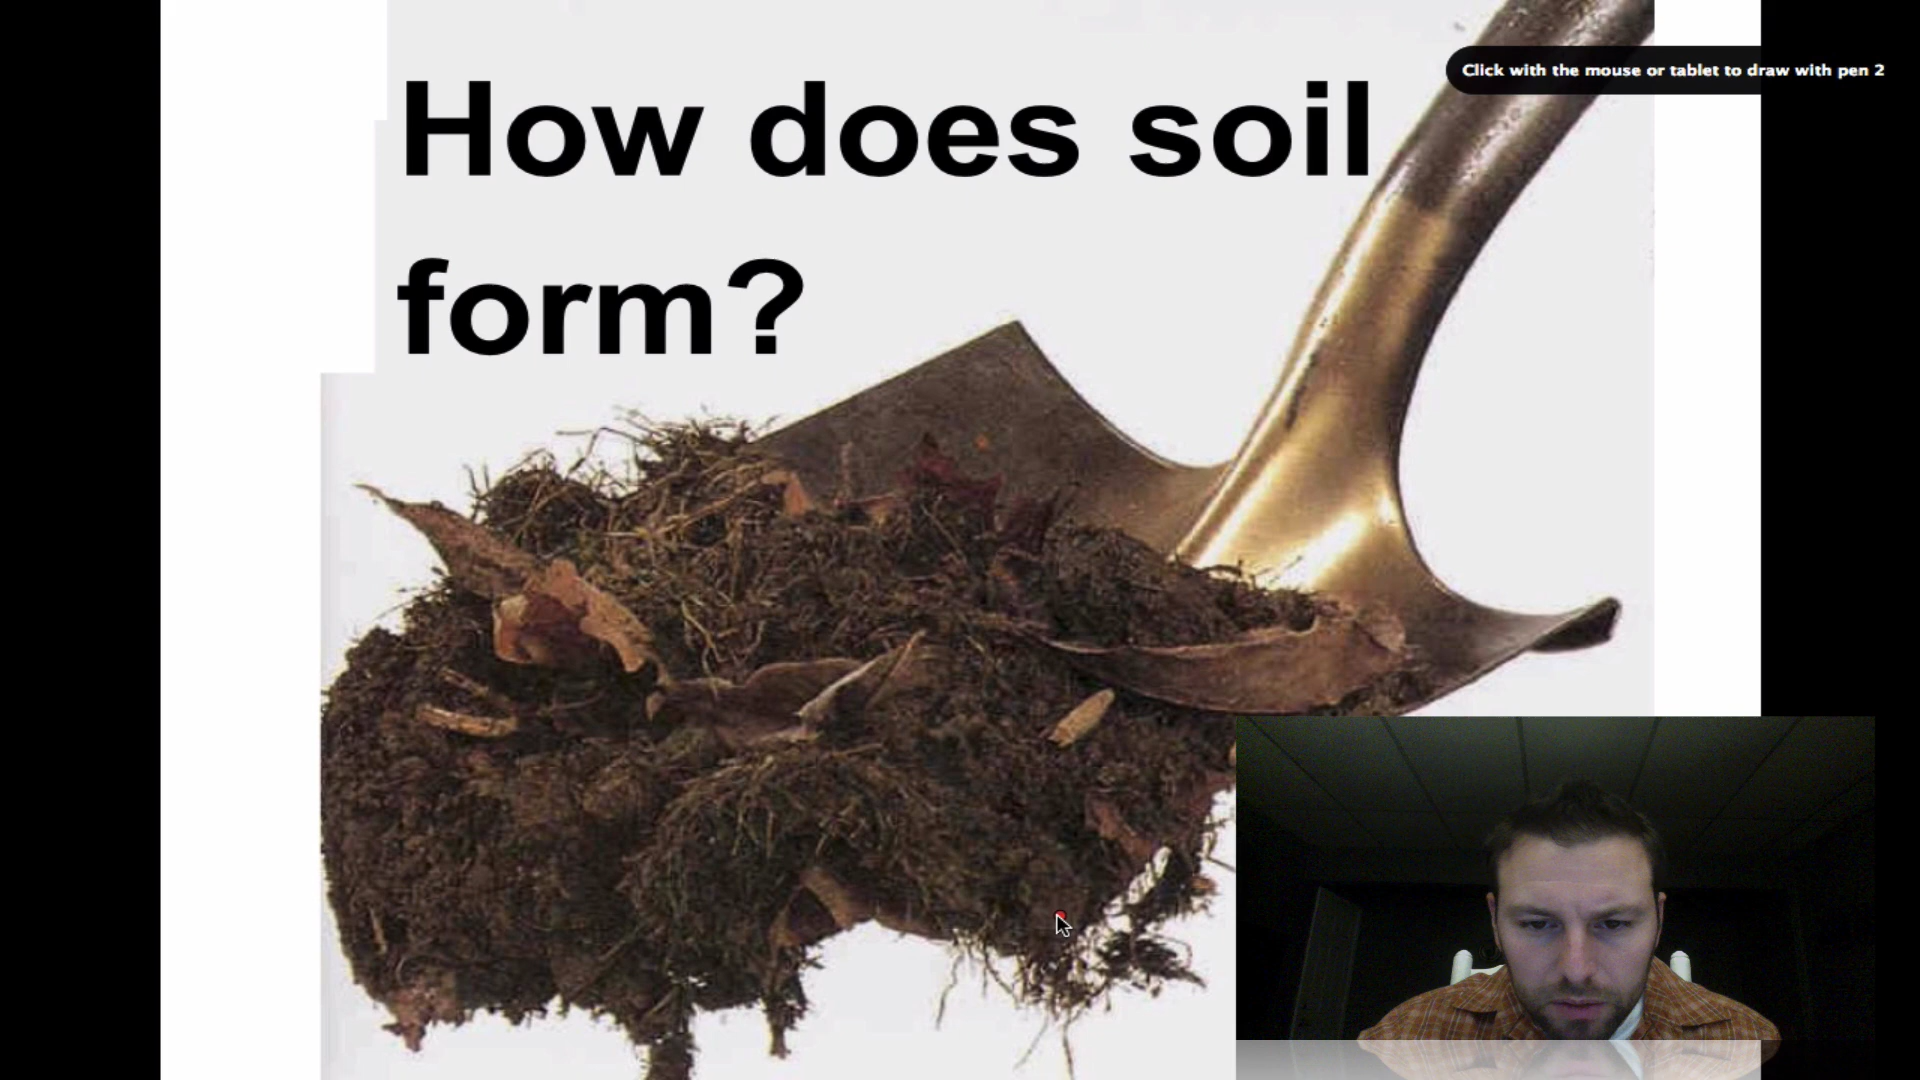 How does soil
form?
Click with the mouse or tablet to draw with pen 2